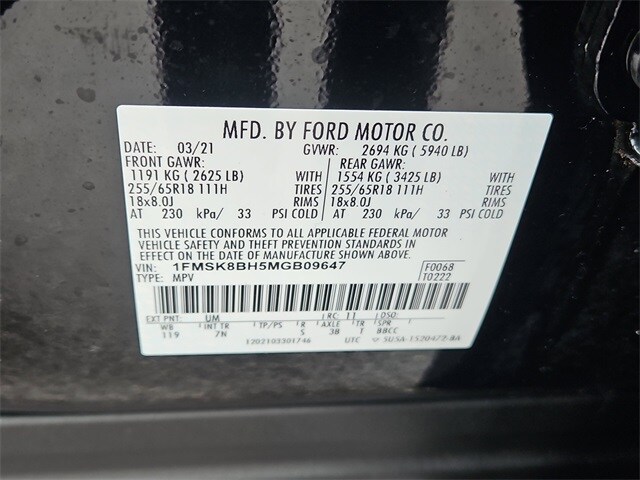 MFD. BY FORD MOTOR CO.
DATE: 03/21 GVWR: 2694 KG ( 5940 LB)
FRONT GAWR: REAR GAWR:
1191 KG ( 2625 LB) WITH 1554 KG ( 3425 LB) WITH
255/65R18 111H TIRES 255/65R18 111H TIRES
18x8.0J RIMS 18x8.0J RIMS
AT 230 kPa/ 33 PSI COLD AT 230 kPa/ 33 PSI COLD
THIS VEHICLE CONFORMS TO ALL APPLICABLE FEDERAL MOTOR
VEHICLE SAFETY AND THEFT PREVENTION STANDARDS IN EFFECT
ON THE DATE OF MANUFACTURE SHOWN ABOVE.
VIN: 1FMSK8BH5MGB09647 F0068
TYPE: MPV T0222
EXT PNT: UM RC: 11 DSO:
WB INT TR TP/PS R AXLE TR SPR
119 7N S 38 T 88CC
1202103301746 UTC